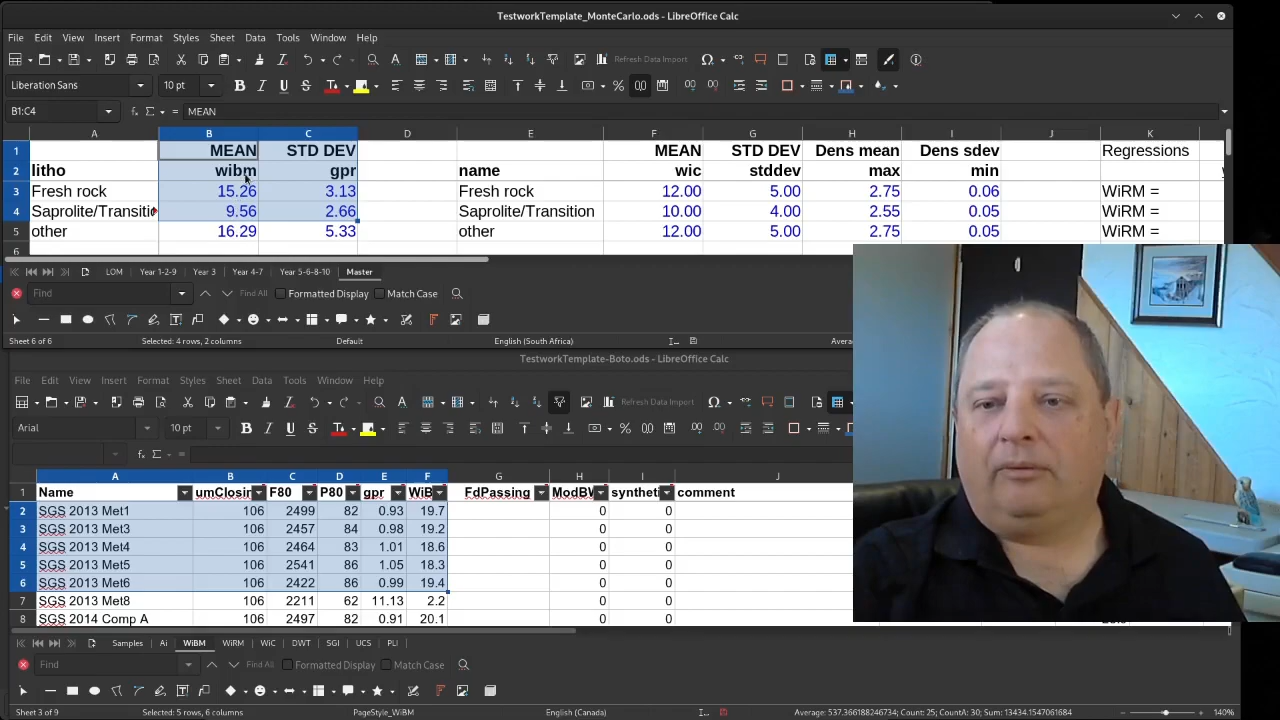 TestworkTemplate_MonteCarlo.ods - LibreOffice Calc
File Edit View Insert Format Styles Sheet Data Tools Window Help
Refresh Data Import
Liberation Sans 10 pt
B1:C4 MEAN
A B C D E F G H I J K
1 MEAN STD DEV MEAN STD DEV Dens mean Dens sdev Regressions
2 litho wibm gpr name wic stddev max min
3 Fresh rock 15.26 3.13 Fresh rock 12.00 5.00 2.75 0.06 WiRM =
4 Saprolite/Transitio 9.56 2.66 Saprolite/Transition 10.00 4.00 2.55 0.05 WiRM =
5 other 16.29 5.33 other 12.00 5.00 2.75 0.05 WiRM =
6
LOM Year 1-2-9 Year 3 Year 4-7 Year 5-6-8-10 Master
Find Find All Formatted Display Match Case
Sheet 6 of 6 Selected: 4 rows, 2 columns Default English (South Africa) Avera
TestworkTemplate-Boto.ods - LibreOffice Calc
File Edit View Insert Format Styles Sheet Data Tools Window Help
Refresh Data Import
Arial 10 pt
A B C D E F G H I J
1 Name umClosin F80 P80 gpr WiB FdPassing ModBW syntheti comment
2 SGS 2013 Met1 106 2499 82 0.93 19.7 0 0
3 SGS 2013 Met3 106 2457 84 0.98 19.2 0 0
4 SGS 2013 Met4 106 2464 83 1.01 18.6 0 0
5 SGS 2013 Met5 106 2541 86 1.05 18.3 0 0
6 SGS 2013 Met6 106 2422 86 0.99 19.4 0 0
7 SGS 2013 Met8 106 2211 62 11.13 2.2 0 0
8 SGS 2014 Comp A 106 2497 82 0.91 20.1 0 0
Samples Ai WiBM WiRM WiC DWT SGI UCS PLI
Find Find All Formatted Display Match Case
Sheet 3 of 9 Selected: 5 rows, 6 columns PageStyle_WiBM English (Canada) Average: 537.366188246734; Count: 25; CountA: 30; Sum: 13434.1547061684 140%